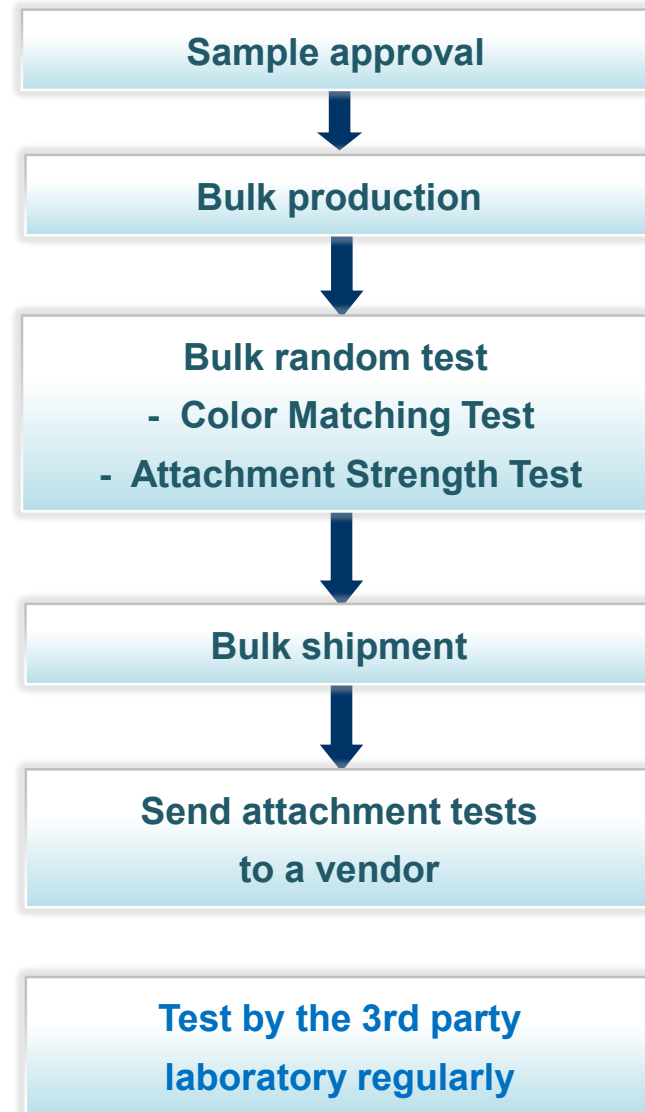 Sample approval
Bulk production
Bulk random test
- Color Matching Test
- Attachment Strength Test
Bulk shipment
Send attachment tests
to a vendor
Test by the 3rd party
laboratory regularly